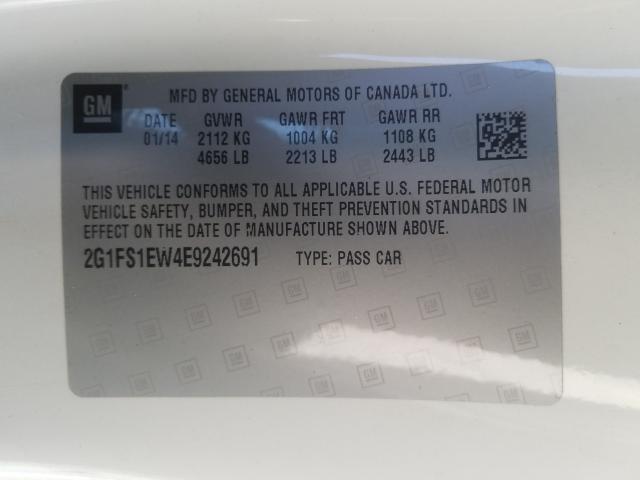 GM MFD BY GENERAL MOTORS OF CANADA LTD.
DATE GVWR GAWR FRT GAWR RR
01/14 2112 KG 1004 KG 1108 KG
4656 LB 2213 LB 2443 LB
THIS VEHICLE CONFORMS TO ALL APPLICABLE U.S. FEDERAL MOTOR
VEHICLE SAFETY, BUMPER, AND THEFT PREVENTION STANDARDS IN
EFFECT ON THE DATE OF MANUFACTURE SHOWN ABOVE.
2G1FS1EW4E9242691 TYPE: PASS CAR